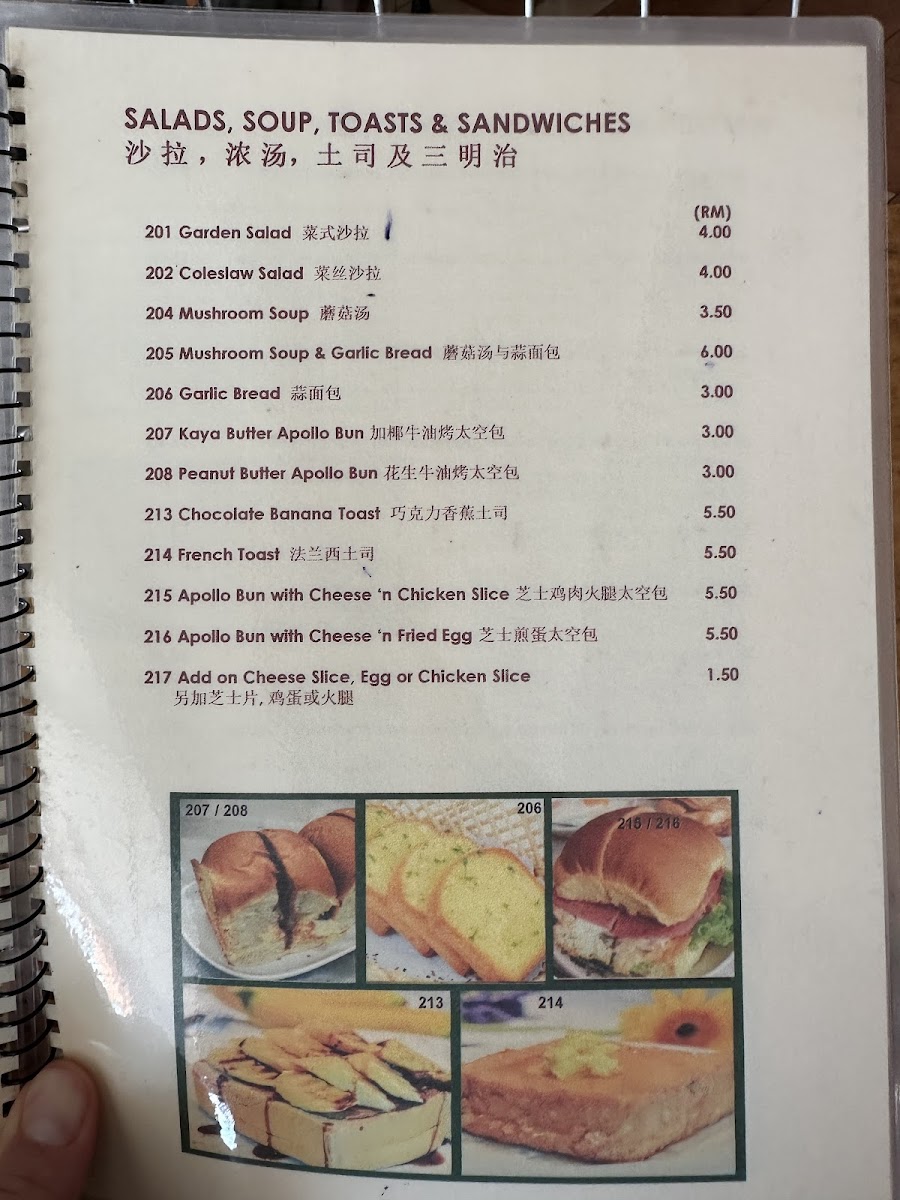 SALADS, SOUP, TOASTS & SANDWICHES
沙拉，浓汤，土司及三明治
(RM)
201 Garden Salad 菜式沙拉 4.00
202 Coleslaw Salad 菜丝沙拉 4.00
204 Mushroom Soup 蘑菇汤 3.50
205 Mushroom Soup & Garlic Bread 蘑菇汤与蒜面包 6.00
206 Garlic Bread 蒜面包 3.00
207 Kaya Butter Apollo Bun 加椰牛油烤太空包 3.00
208 Peanut Butter Apollo Bun 花生牛油烤太空包 3.00
213 Chocolate Banana Toast 巧克力香蕉土司 5.50
214 French Toast 法兰西土司 5.50
215 Apollo Bun with Cheese ‘n Chicken Slice 芝士鸡肉火腿太空包 5.50
216 Apollo Bun with Cheese ‘n Fried Egg 芝士煎蛋太空包 5.50
217 Add on Cheese Slice, Egg or Chicken Slice 1.50
另加芝士片, 鸡蛋或火腿
207 / 208
206
215 / 216
213
214